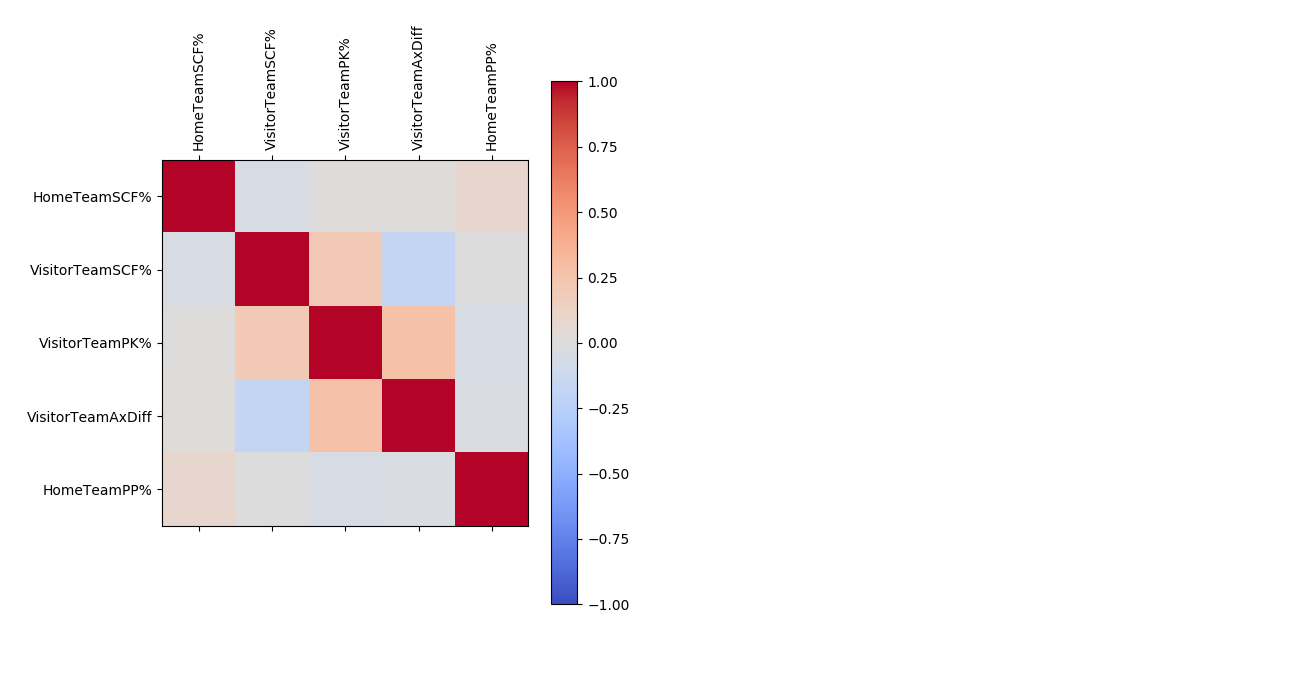 HomeTeamSCF%
VisitorTeamSCF%
VisitorTeamPK%
VisitorTeamAxDiff
HomeTeamPP%
HomeTeamSCF%
VisitorTeamSCF%
VisitorTeamPK%
VisitorTeamAxDiff
HomeTeamPP%
1.00
0.75
0.50
0.25
0.00
−0.25
−0.50
−0.75
−1.00